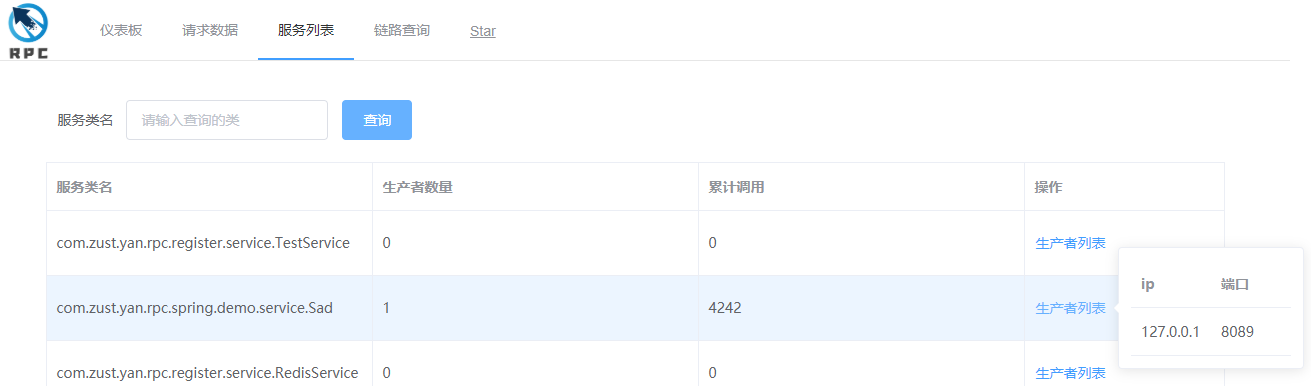 RPC
仪表板 请求数据 服务列表 链路查询 Star
服务类名 请输入查询的类 查询
服务类名 生产者数量 累计调用 操作
com.zust.yan.rpc.register.service.TestService 0 0 生产者列表
ip 端口
com.zust.yan.rpc.spring.demo.service.Sad 1 4242 生产者列表
127.0.0.1 8089
com.zust.yan.rpc.register.service.RedisService 0 0 生产者列表